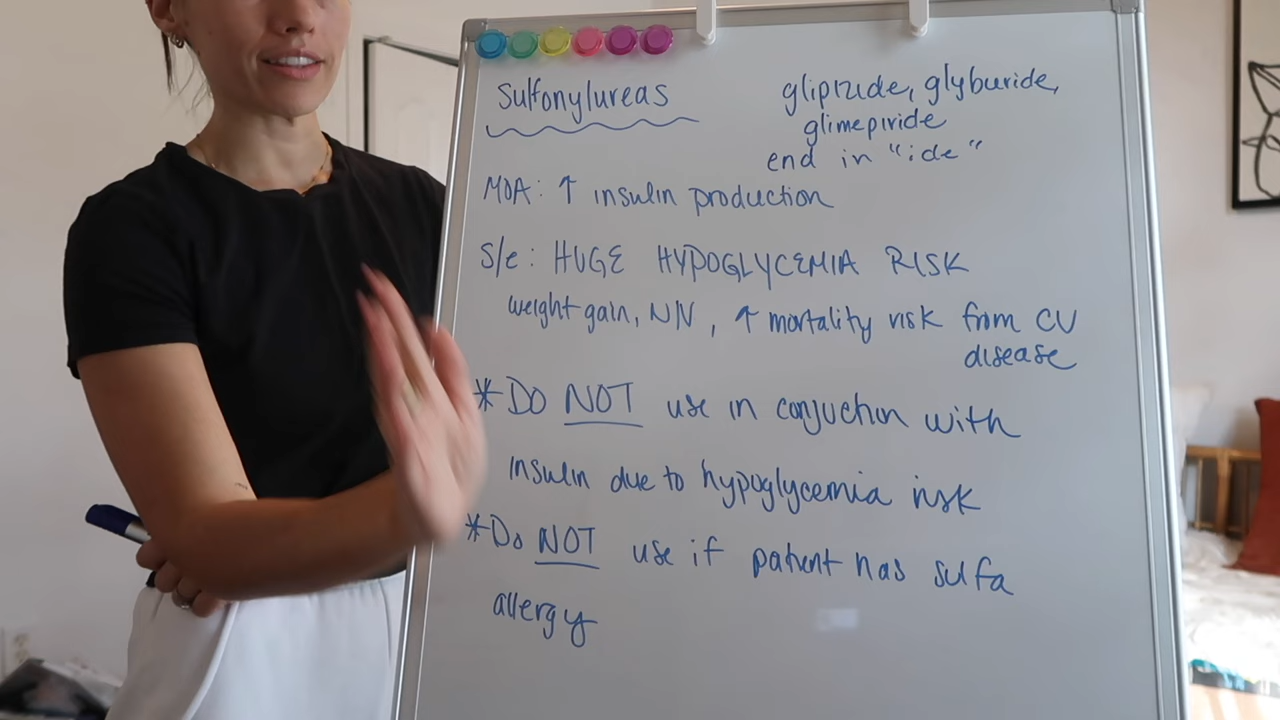 Sulfonylureas
glipizide, glyburide,
glimepiride
end in "ide"
MOA: ↑ insulin production
S/e: HUGE HYPOGLYCEMIA RISK
weight gain, N/V, ↑ mortality risk from CV
disease
*DO NOT use in conjuction with
insulin due to hypoglycemia risk
*Do NOT use if patient has sulfa
allergy